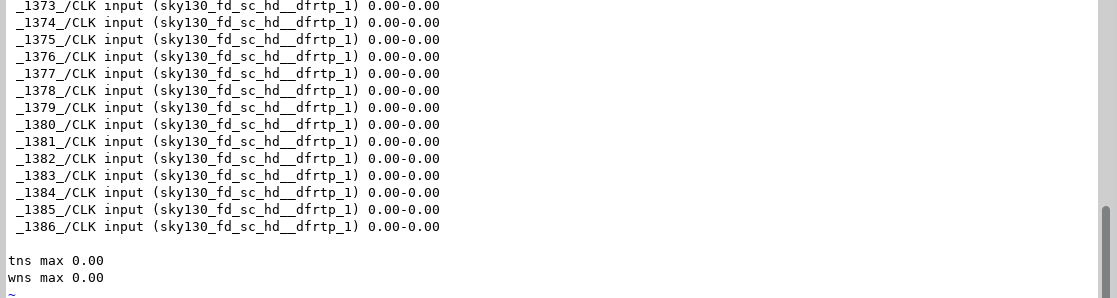 _1373_/CLK input (sky130_fd_sc_hd__dfrtp_1) 0.00-0.00
_1374_/CLK input (sky130_fd_sc_hd__dfrtp_1) 0.00-0.00
_1375_/CLK input (sky130_fd_sc_hd__dfrtp_1) 0.00-0.00
_1376_/CLK input (sky130_fd_sc_hd__dfrtp_1) 0.00-0.00
_1377_/CLK input (sky130_fd_sc_hd__dfrtp_1) 0.00-0.00
_1378_/CLK input (sky130_fd_sc_hd__dfrtp_1) 0.00-0.00
_1379_/CLK input (sky130_fd_sc_hd__dfrtp_1) 0.00-0.00
_1380_/CLK input (sky130_fd_sc_hd__dfrtp_1) 0.00-0.00
_1381_/CLK input (sky130_fd_sc_hd__dfrtp_1) 0.00-0.00
_1382_/CLK input (sky130_fd_sc_hd__dfrtp_1) 0.00-0.00
_1383_/CLK input (sky130_fd_sc_hd__dfrtp_1) 0.00-0.00
_1384_/CLK input (sky130_fd_sc_hd__dfrtp_1) 0.00-0.00
_1385_/CLK input (sky130_fd_sc_hd__dfrtp_1) 0.00-0.00
_1386_/CLK input (sky130_fd_sc_hd__dfrtp_1) 0.00-0.00
tns max 0.00
wns max 0.00
~